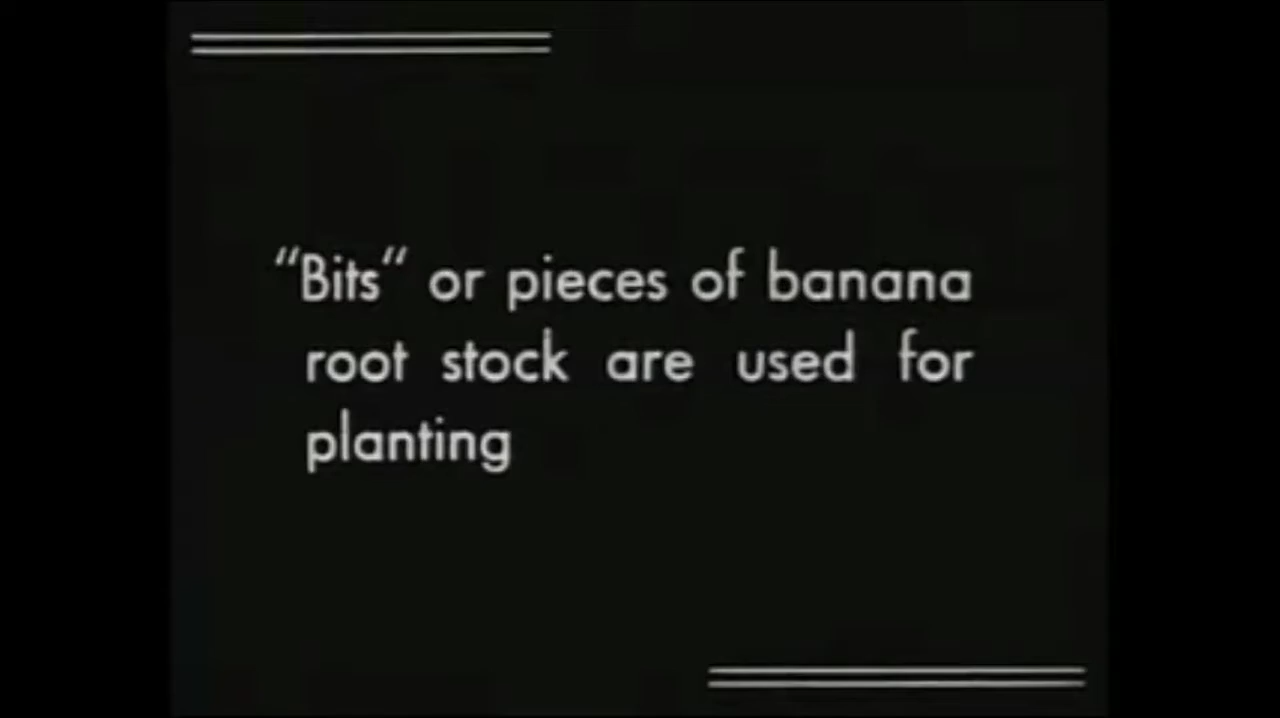 “Bits“ or pieces of banana
root stock are used for
planting